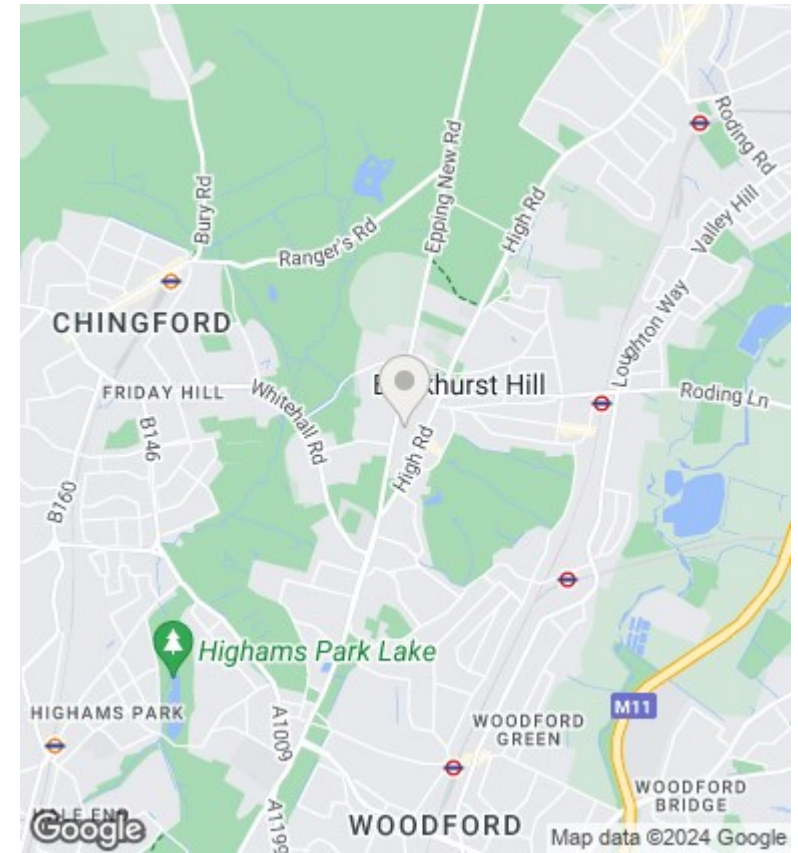 Roding Rd
Bury Rd
Epping New Rd
High Rd
Valley Hill
Ranger's Rd
CHINGFORD
Loughton Way
khurst Hill
FRIDAY HILL
Whitehall Rd
Roding Ln
B146
High Rd
B160
Highams Park Lake
HIGHAMS PARK
A1009
M11
WOODFORD
GREEN
WOODFORD
BRIDGE
A1199
WOODFORD
Google
Map data ©2024 Google